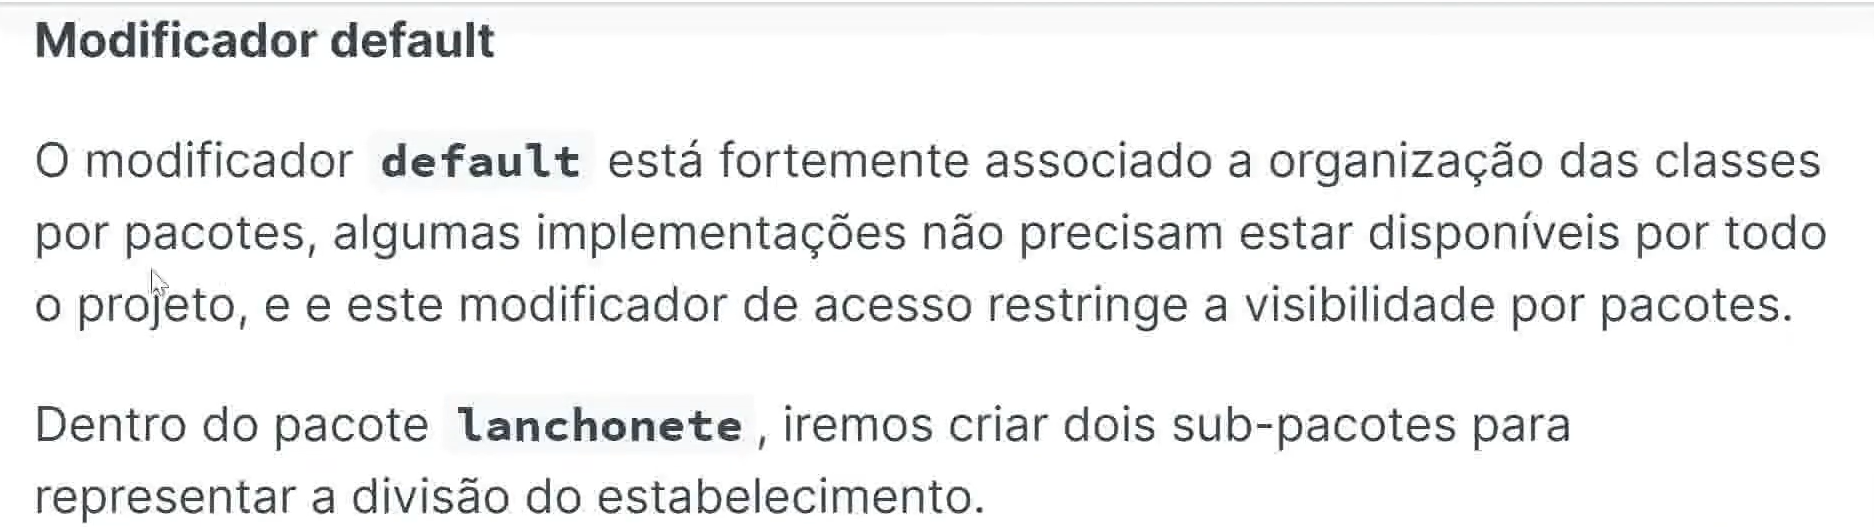 Modificador default
O modificador default está fortemente associado a organização das classes
por pacotes, algumas implementações não precisam estar disponíveis por todo
o projeto, e e este modificador de acesso restringe a visibilidade por pacotes.
Dentro do pacote lanchonete, iremos criar dois sub-pacotes para
representar a divisão do estabelecimento.